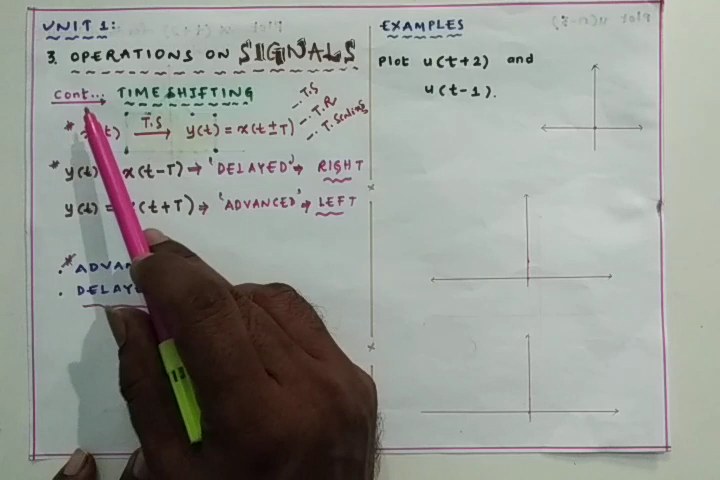 UNIT 1:
3. OPERATIONS ON SIGNALS
Cont... TIME SHIFTING
- T.S
- T.R
- T.Scaling
* x(t) T.S → y(t) = x(t ± T)
* y(t) x(t-T) ⇒ 'DELAYED' → RIGHT
y(t) = x(t+T) ⇒ 'ADVANCED' → LEFT
* ADVAN
. DELAYE
EXAMPLES
Plot u(t+2) and
u(t-1).